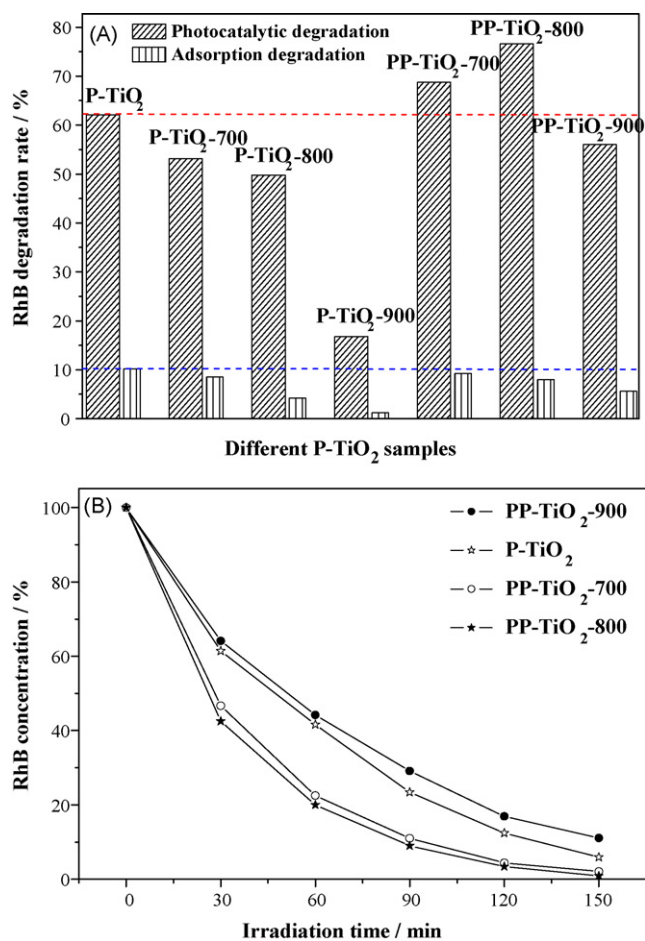 (A)
Photocatalytic degradation
Adsorption degradation
PP-TiO₂-800
PP-TiO₂-700
P-TiO₂
P-TiO₂-700
P-TiO₂-800
PP-TiO₂-900
P-TiO₂-900
80
70
60
50
40
30
20
10
0
RhB degradation rate / %
Different P-TiO₂ samples
(B)
PP-TiO₂-900
P-TiO₂
PP-TiO₂-700
PP-TiO₂-800
100
80
60
40
20
0
RhB concentration / %
0 30 60 90 120 150
Irradiation time / min